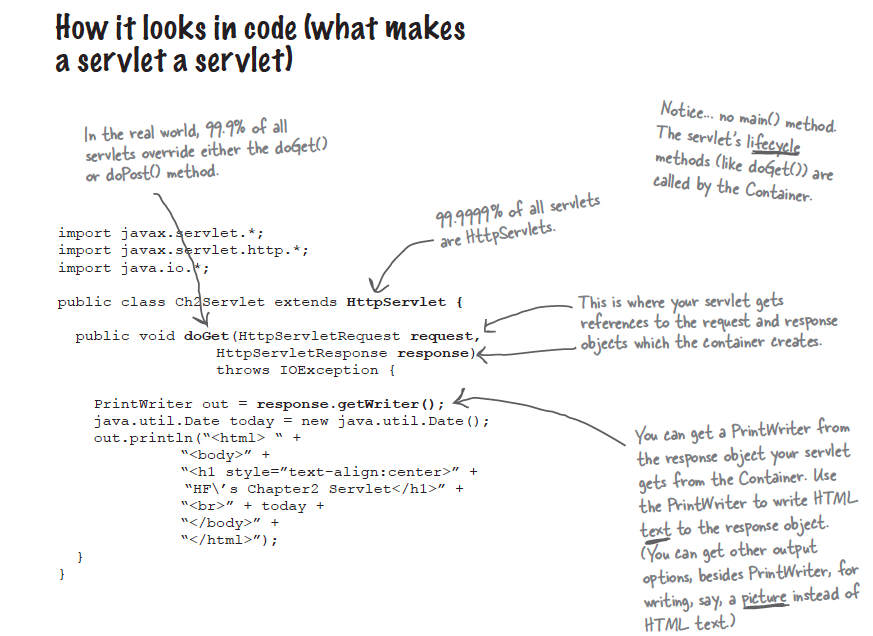 How it looks in code (what makes
a servlet a servlet)
In the real world, 99.9% of all
servlets override either the doGet()
or doPost() method.
Notice... no main() method.
The servlet's lifecycle
methods (like doGet()) are
called by the Container.
99.9999% of all servlets
are HttpServlets.
import javax.servlet.*;
import javax.servlet.http.*;
import java.io.*;
public class Ch2Servlet extends HttpServlet {
public void doGet(HttpServletRequest request,
HttpServletResponse response)
throws IOException {
This is where your servlet gets
references to the request and response
objects which the container creates.
PrintWriter out = response.getWriter();
java.util.Date today = new java.util.Date();
out.println(“<html> “ +
“<body>” +
“<h1 style=”text-align:center>” +
“HF\’s Chapter2 Servlet</h1>” +
“<br>” + today +
“</body>” +
“</html>”);
}
}
You can get a PrintWriter from
the response object your servlet
gets from the Container. Use
the PrintWriter to write HTML
text to the response object.
(You can get other output
options, besides PrintWriter, for
writing, say, a picture instead of
HTML text.)